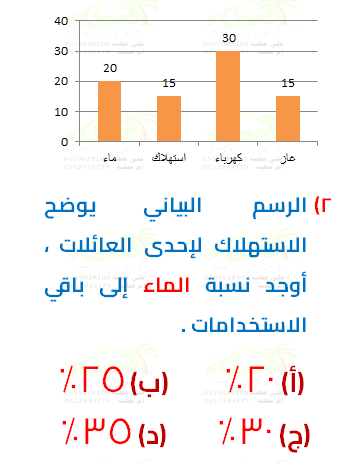 40
30
20
10
0
20
15
30
15
ماء
استهلاك
كهرباء
غاز
٢) الرسم البياني يوضح
الاستهلاك لإحدى العائلات ،
أوجد نسبة الماء إلى باقي
الاستخدامات .
(أ) ٢٠٪ (ب) ٢٥٪
(ج) ٣٠٪ (د) ٣٥٪